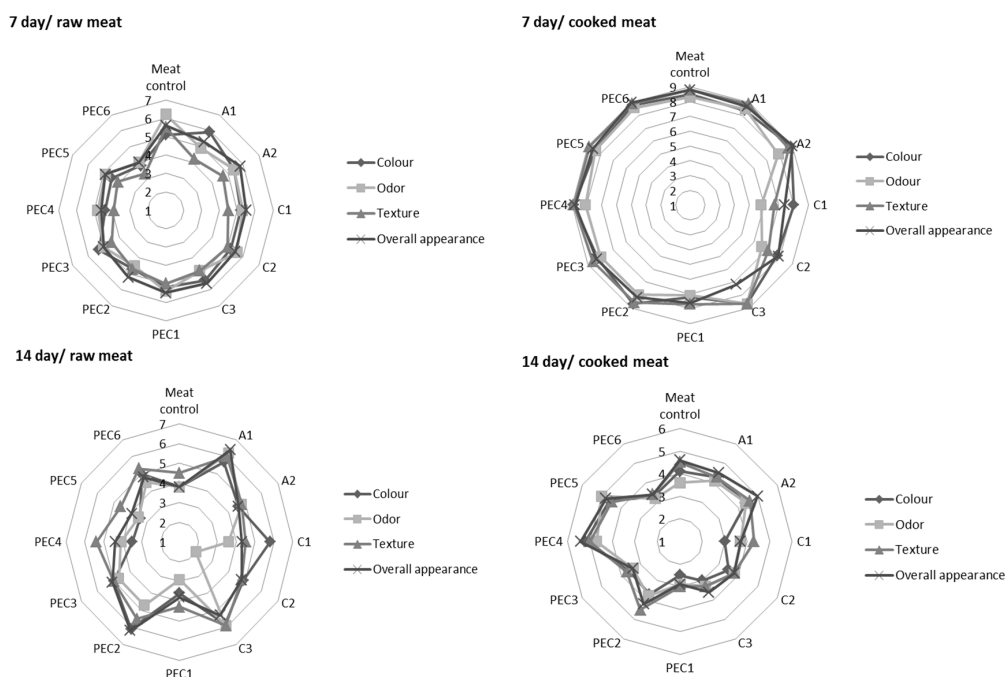 7 day/ raw meat
Meat
control
7
6
5
4
3
2
1
A1
A2
C1
C2
C3
PEC1
PEC2
PEC3
PEC4
PEC5
PEC6
Colour
Odor
Texture
Overall appearance
7 day/ cooked meat
Meat
control
9
8
7
6
5
4
3
2
1
A1
A2
C1
C2
C3
PEC1
PEC2
PEC3
PEC4
PEC5
PEC6
Colour
Odour
Texture
Overall appearance
14 day/ raw meat
Meat
control
7
6
5
4
3
2
1
A1
A2
C1
C2
C3
PEC1
PEC2
PEC3
PEC4
PEC5
PEC6
Colour
Odor
Texture
Overall appearance
14 day/ cooked meat
Meat
control
6
5
4
3
2
1
A1
A2
C1
C2
C3
PEC1
PEC2
PEC3
PEC4
PEC5
PEC6
Colour
Odor
Texture
Overall appearance